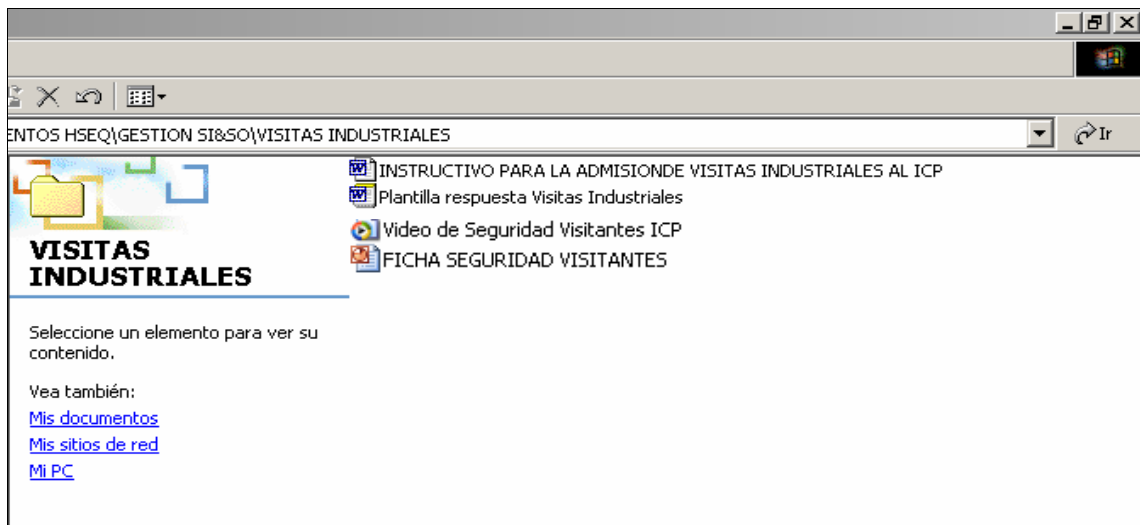 ENTOS HSEQ\GESTION SI&SO\VISITAS INDUSTRIALES
Ir
VISITAS
INDUSTRIALES
Seleccione un elemento para ver su
contenido.
Vea también:
Mis documentos
Mis sitios de red
Mi PC
INSTRUCTIVO PARA LA ADMISIONDE VISITAS INDUSTRIALES AL ICP
Plantilla respuesta Visitas Industriales
Video de Seguridad Visitantes ICP
FICHA SEGURIDAD VISITANTES